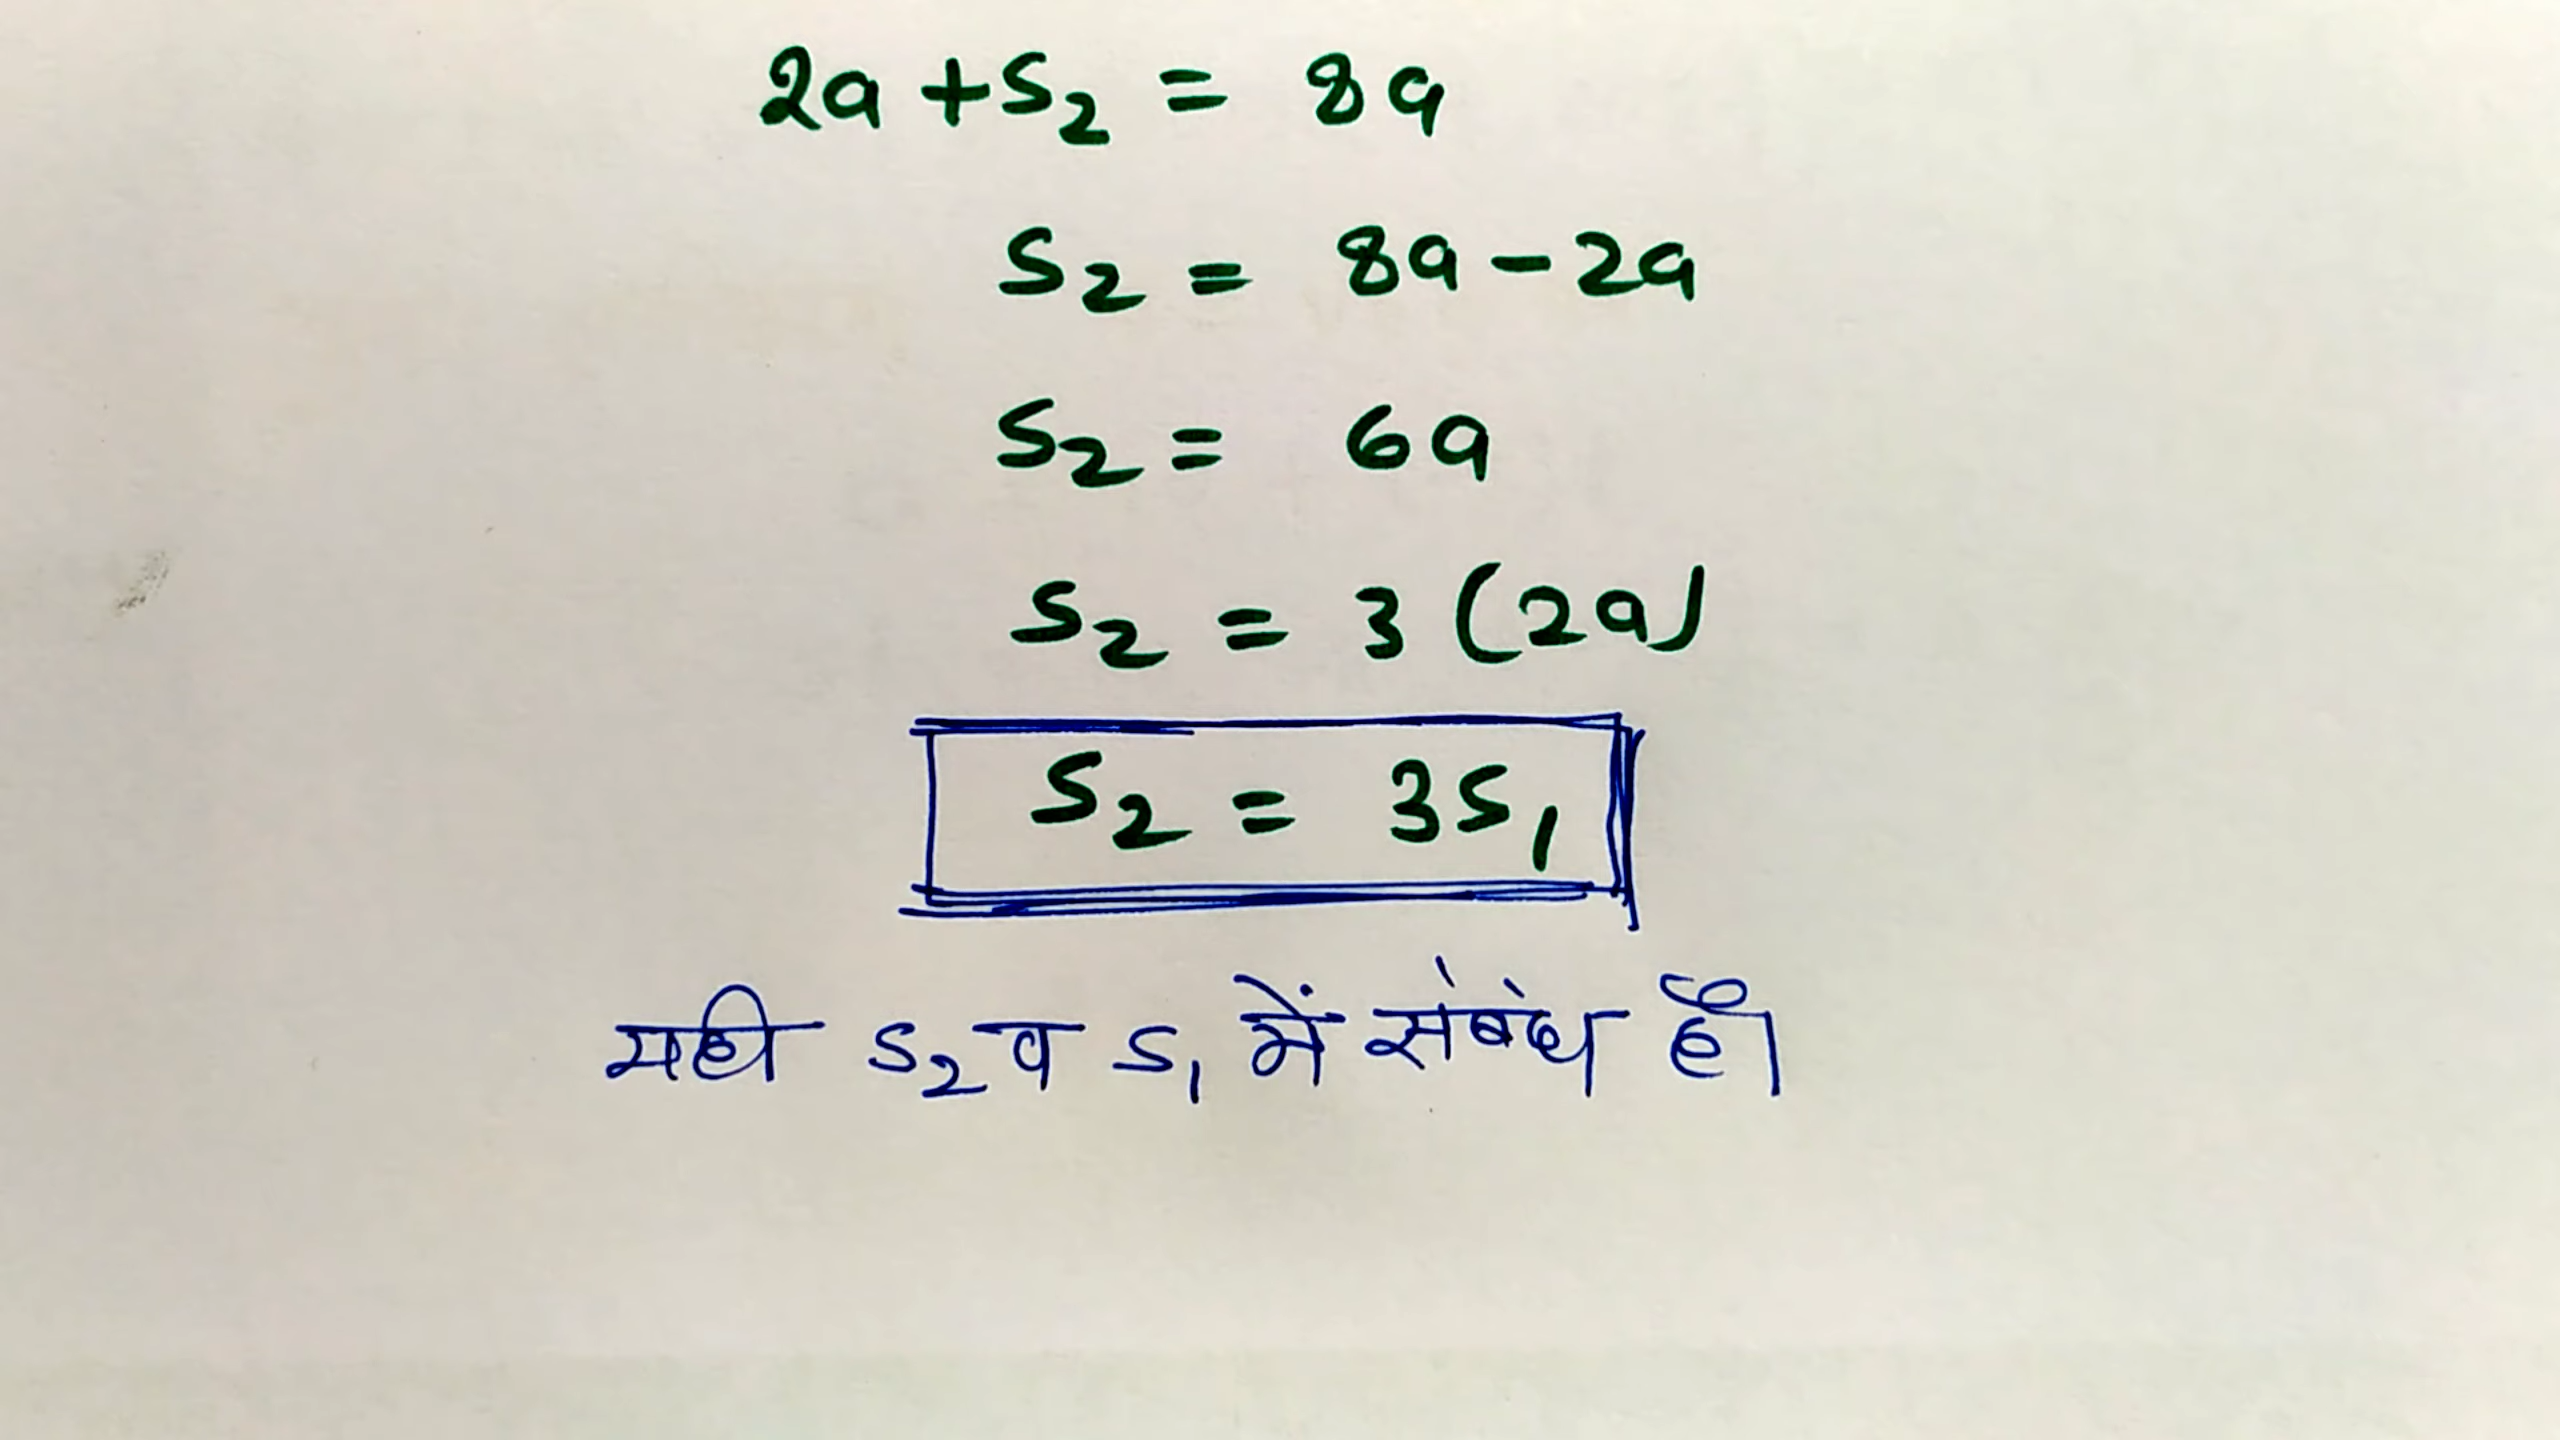 2a + S₂ = 8a
S₂ = 8a - 2a
S₂ = 6a
S₂ = 3 (2a)
S₂ = 3S₁
यही S₂ व S₁ में संबंध है।